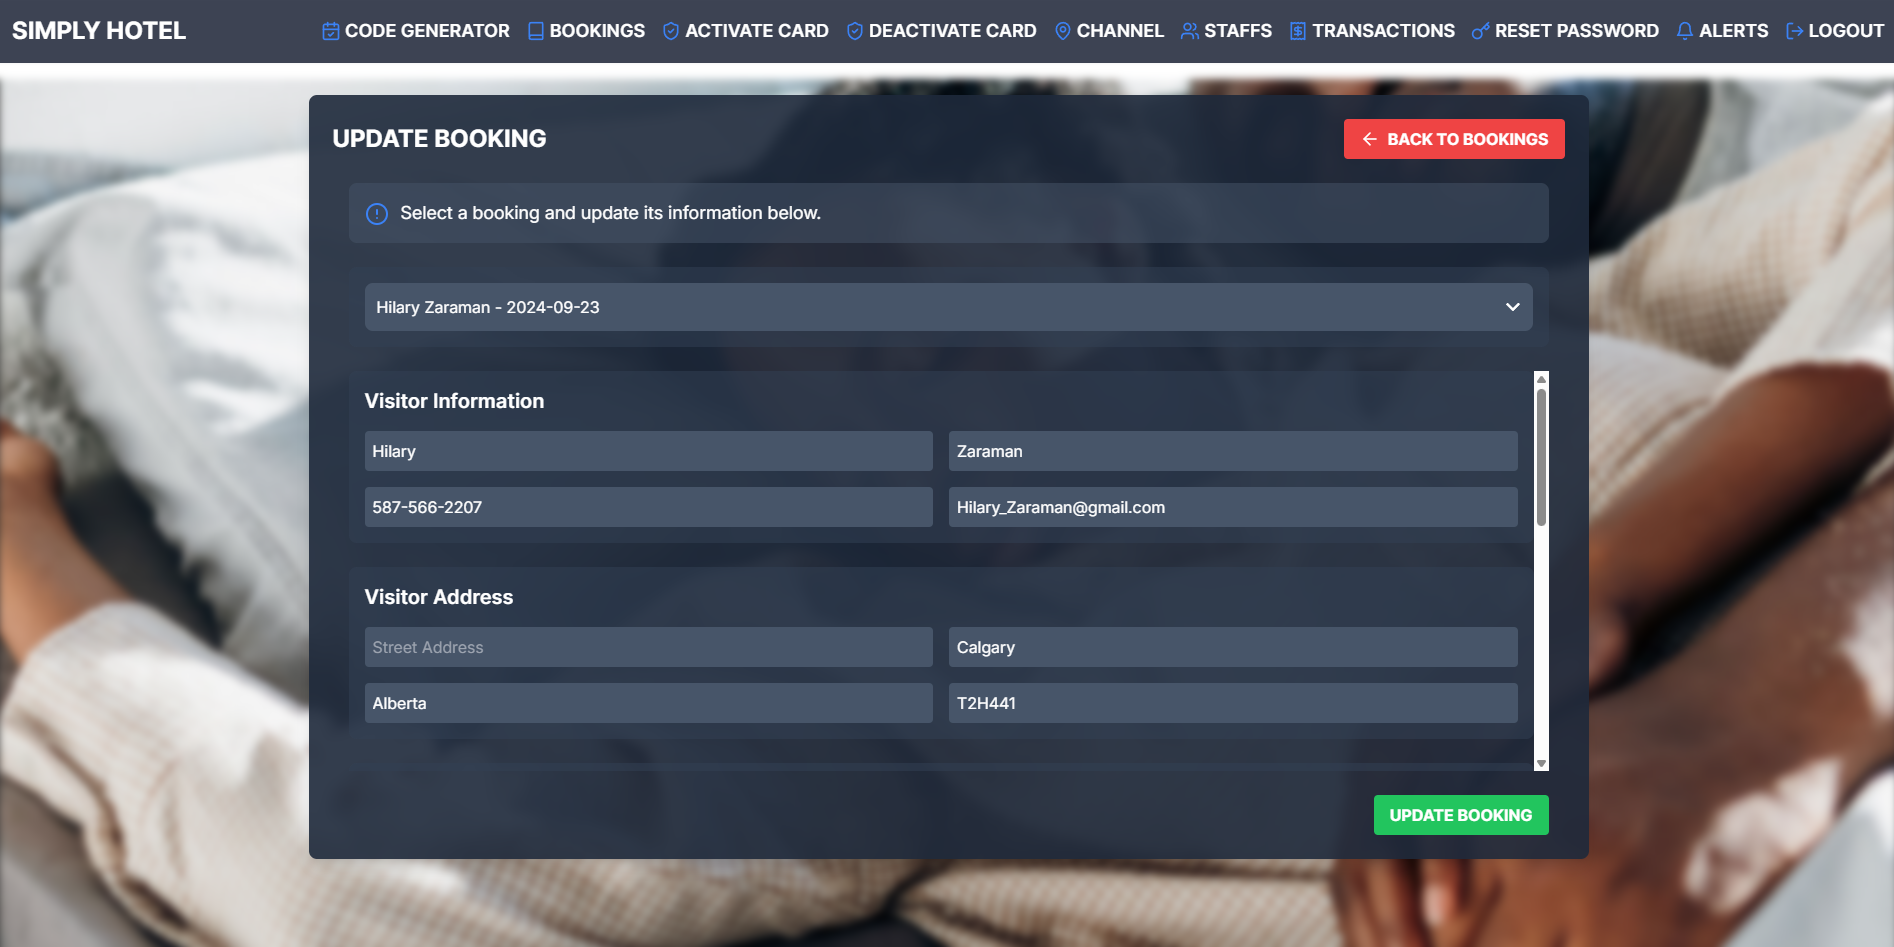 SIMPLY HOTEL CODE GENERATOR BOOKINGS ACTIVATE CARD DEACTIVATE CARD CHANNEL STAFFS TRANSACTIONS RESET PASSWORD ALERTS LOGOUT
UPDATE BOOKING BACK TO BOOKINGS
Select a booking and update its information below.
Hilary Zaraman - 2024-09-23
Visitor Information
Hilary Zaraman
587-566-2207 Hilary_Zaraman@gmail.com
Visitor Address
Street Address Calgary
Alberta T2H441
UPDATE BOOKING